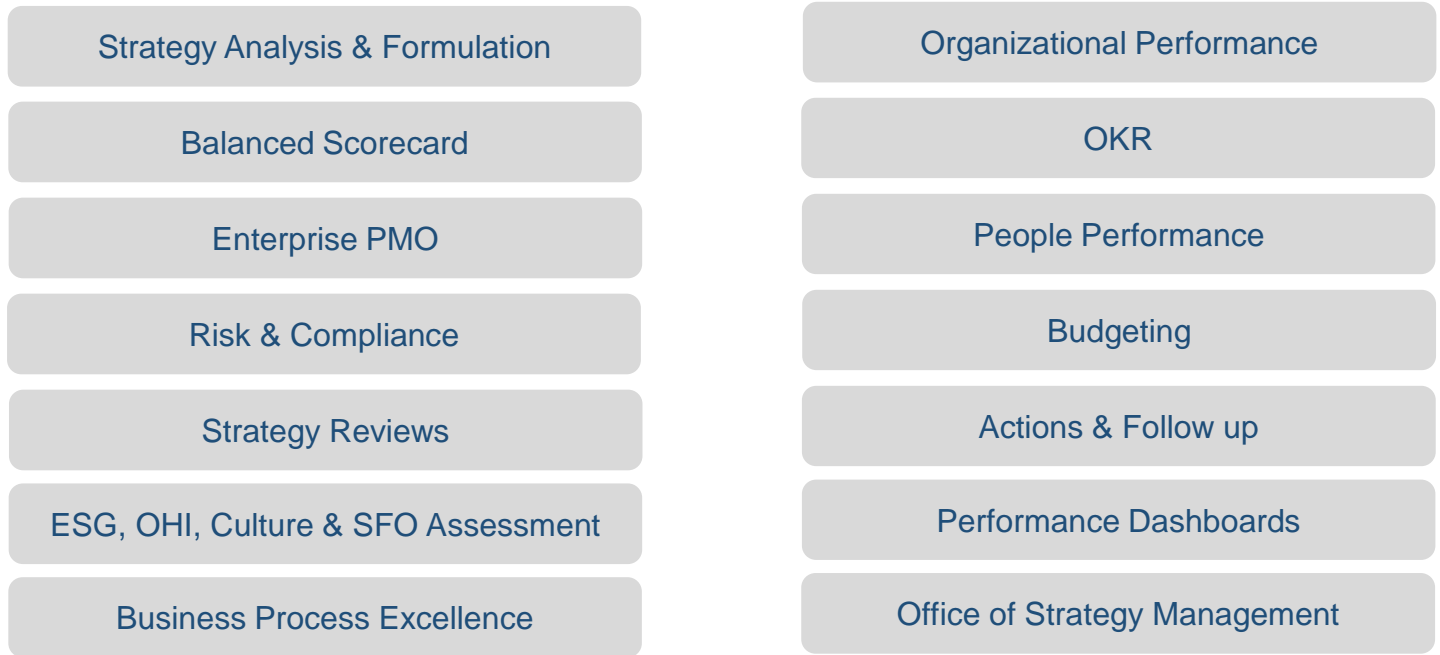 Strategy Analysis & Formulation
Balanced Scorecard
Enterprise PMO
Risk & Compliance
Strategy Reviews
ESG, OHI, Culture & SFO Assessment
Business Process Excellence
Organizational Performance
OKR
People Performance
Budgeting
Actions & Follow up
Performance Dashboards
Office of Strategy Management